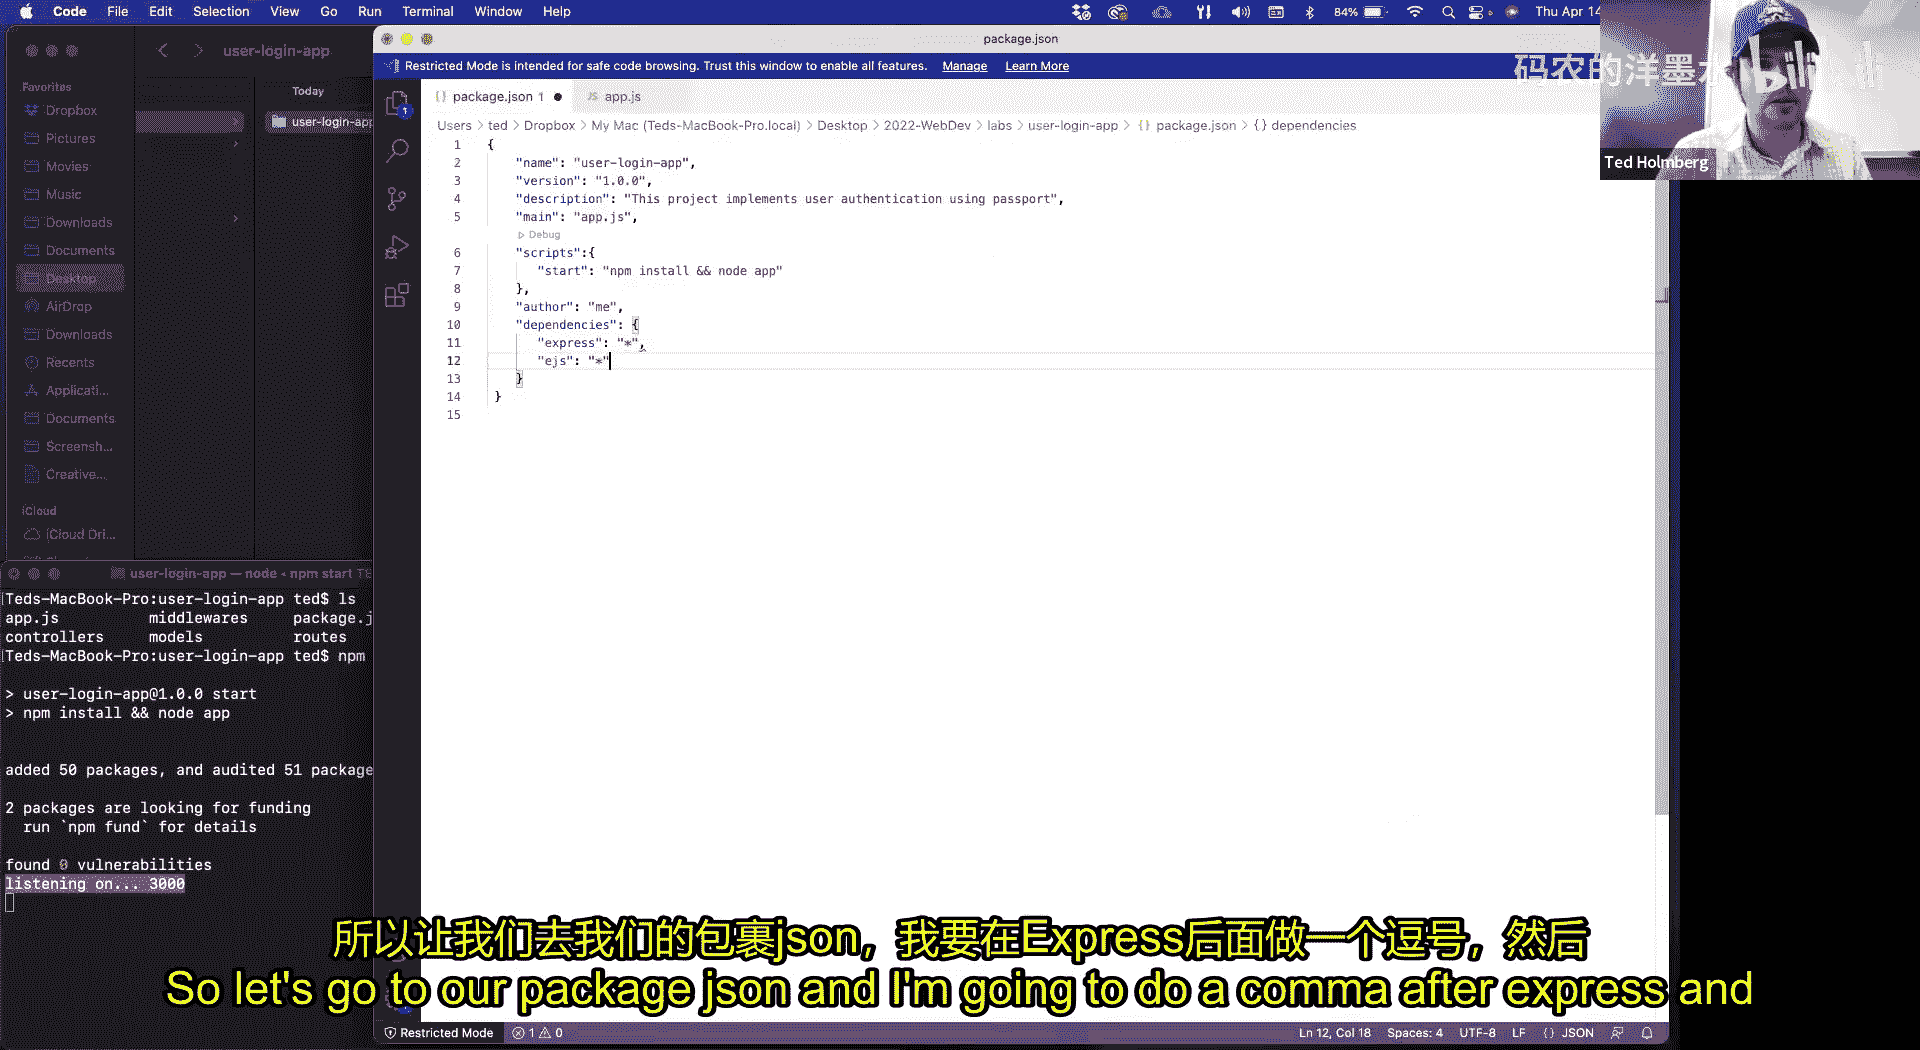 Code File Edit Selection View Go Run Terminal Window Help
84%
Thu Apr 14
user-login-app
Favorites
Dropbox
Pictures
Movies
Music
Downloads
Documents
Desktop
AirDrop
Downloads
Recents
Applicati...
Documents
Screensh...
Creative...
iCloud
iCloud Dri...
Today
user-login-app
package.json
Restricted Mode is intended for safe code browsing. Trust this window to enable all features. Manage Learn More
package.json 1
JS app.js
Users > ted > Dropbox > My Mac (Teds-MacBook-Pro.local) > Desktop > 2022-WebDev > labs > user-login-app > {} package.json > {} dependencies
1 {
2 "name": "user-login-app",
3 "version": "1.0.0",
4 "description": "This project implements user authentication using passport",
5 "main": "app.js",
Debug
6 "scripts":{
7 "start": "npm install && node app"
8 },
9 "author": "me",
10 "dependencies": {
11 "express": "*",
12 "ejs": "*"
13 }
14 }
15
码农的洋墨水
bilibili
Ted Holmberg
user-login-app — node ◂ npm start TE
Teds-MacBook-Pro:user-login-app ted$ ls
app.js middlewares package.j
controllers models routes
Teds-MacBook-Pro:user-login-app ted$ npm
> user-login-app@1.0.0 start
> npm install && node app
added 50 packages, and audited 51 package
2 packages are looking for funding
run `npm fund` for details
found 0 vulnerabilities
listening on... 3000
所以让我们去我们的包裹json，我要在Express后面做一个逗号，然后
So let's go to our package json and I'm going to do a comma after express and
Restricted Mode 1 0
Ln 12, Col 18 Spaces: 4 UTF-8 LF {} JSON